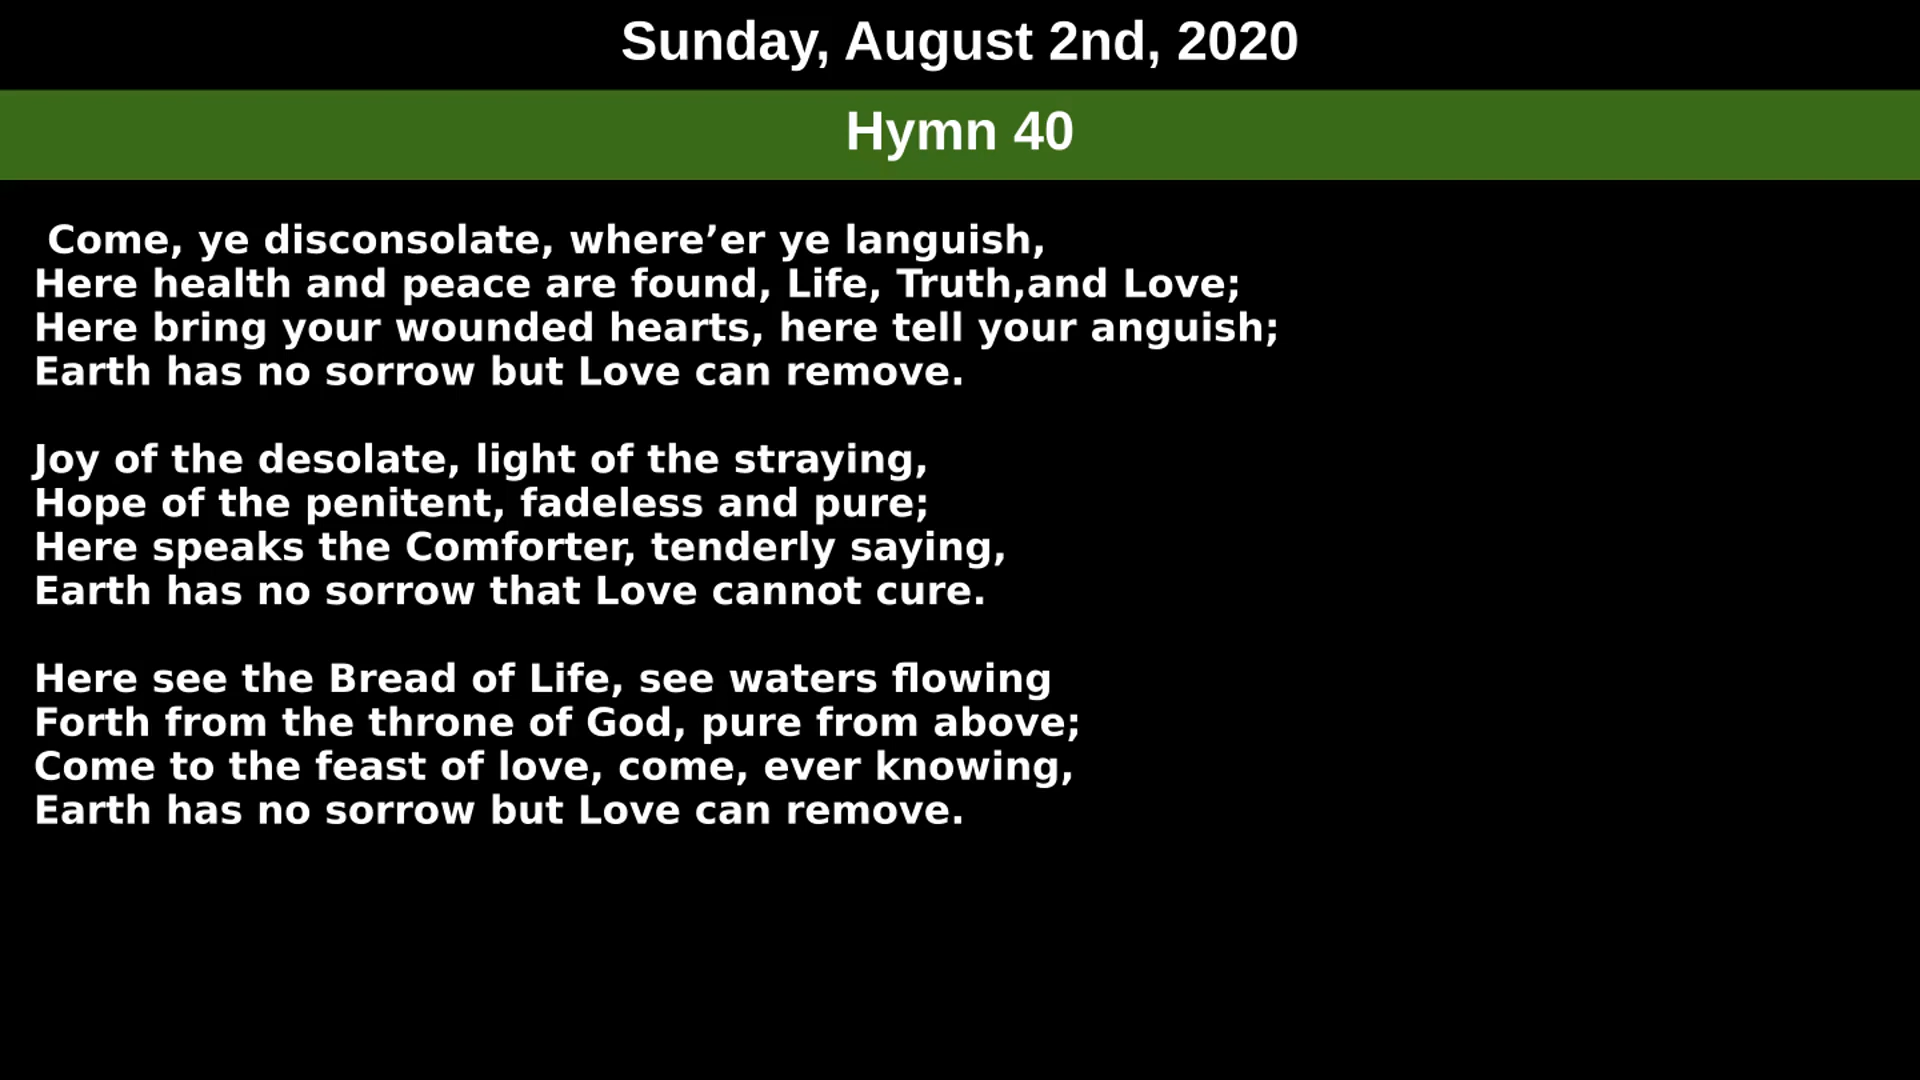 Sunday, August 2nd, 2020
Hymn 40
Come, ye disconsolate, where’er ye languish,
Here health and peace are found, Life, Truth,and Love;
Here bring your wounded hearts, here tell your anguish;
Earth has no sorrow but Love can remove.
Joy of the desolate, light of the straying,
Hope of the penitent, fadeless and pure;
Here speaks the Comforter, tenderly saying,
Earth has no sorrow that Love cannot cure.
Here see the Bread of Life, see waters flowing
Forth from the throne of God, pure from above;
Come to the feast of love, come, ever knowing,
Earth has no sorrow but Love can remove.